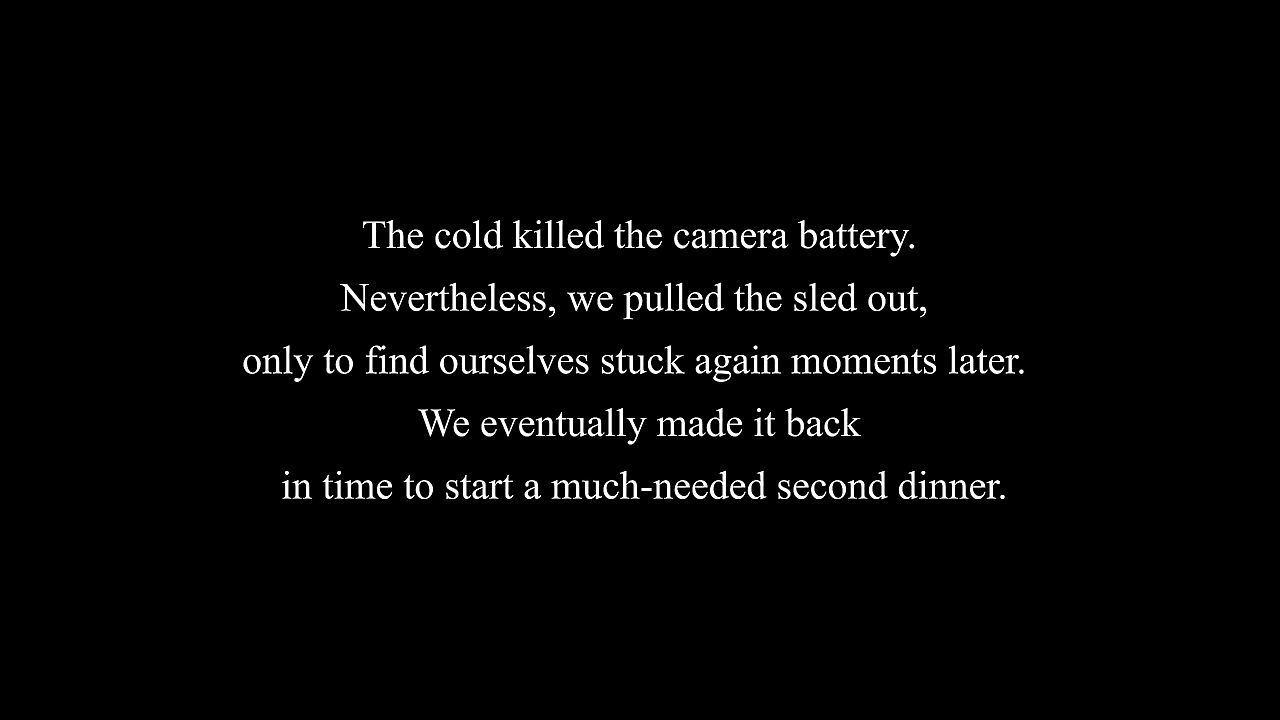 The cold killed the camera battery.
Nevertheless, we pulled the sled out,
only to find ourselves stuck again moments later.
We eventually made it back
in time to start a much-needed second dinner.